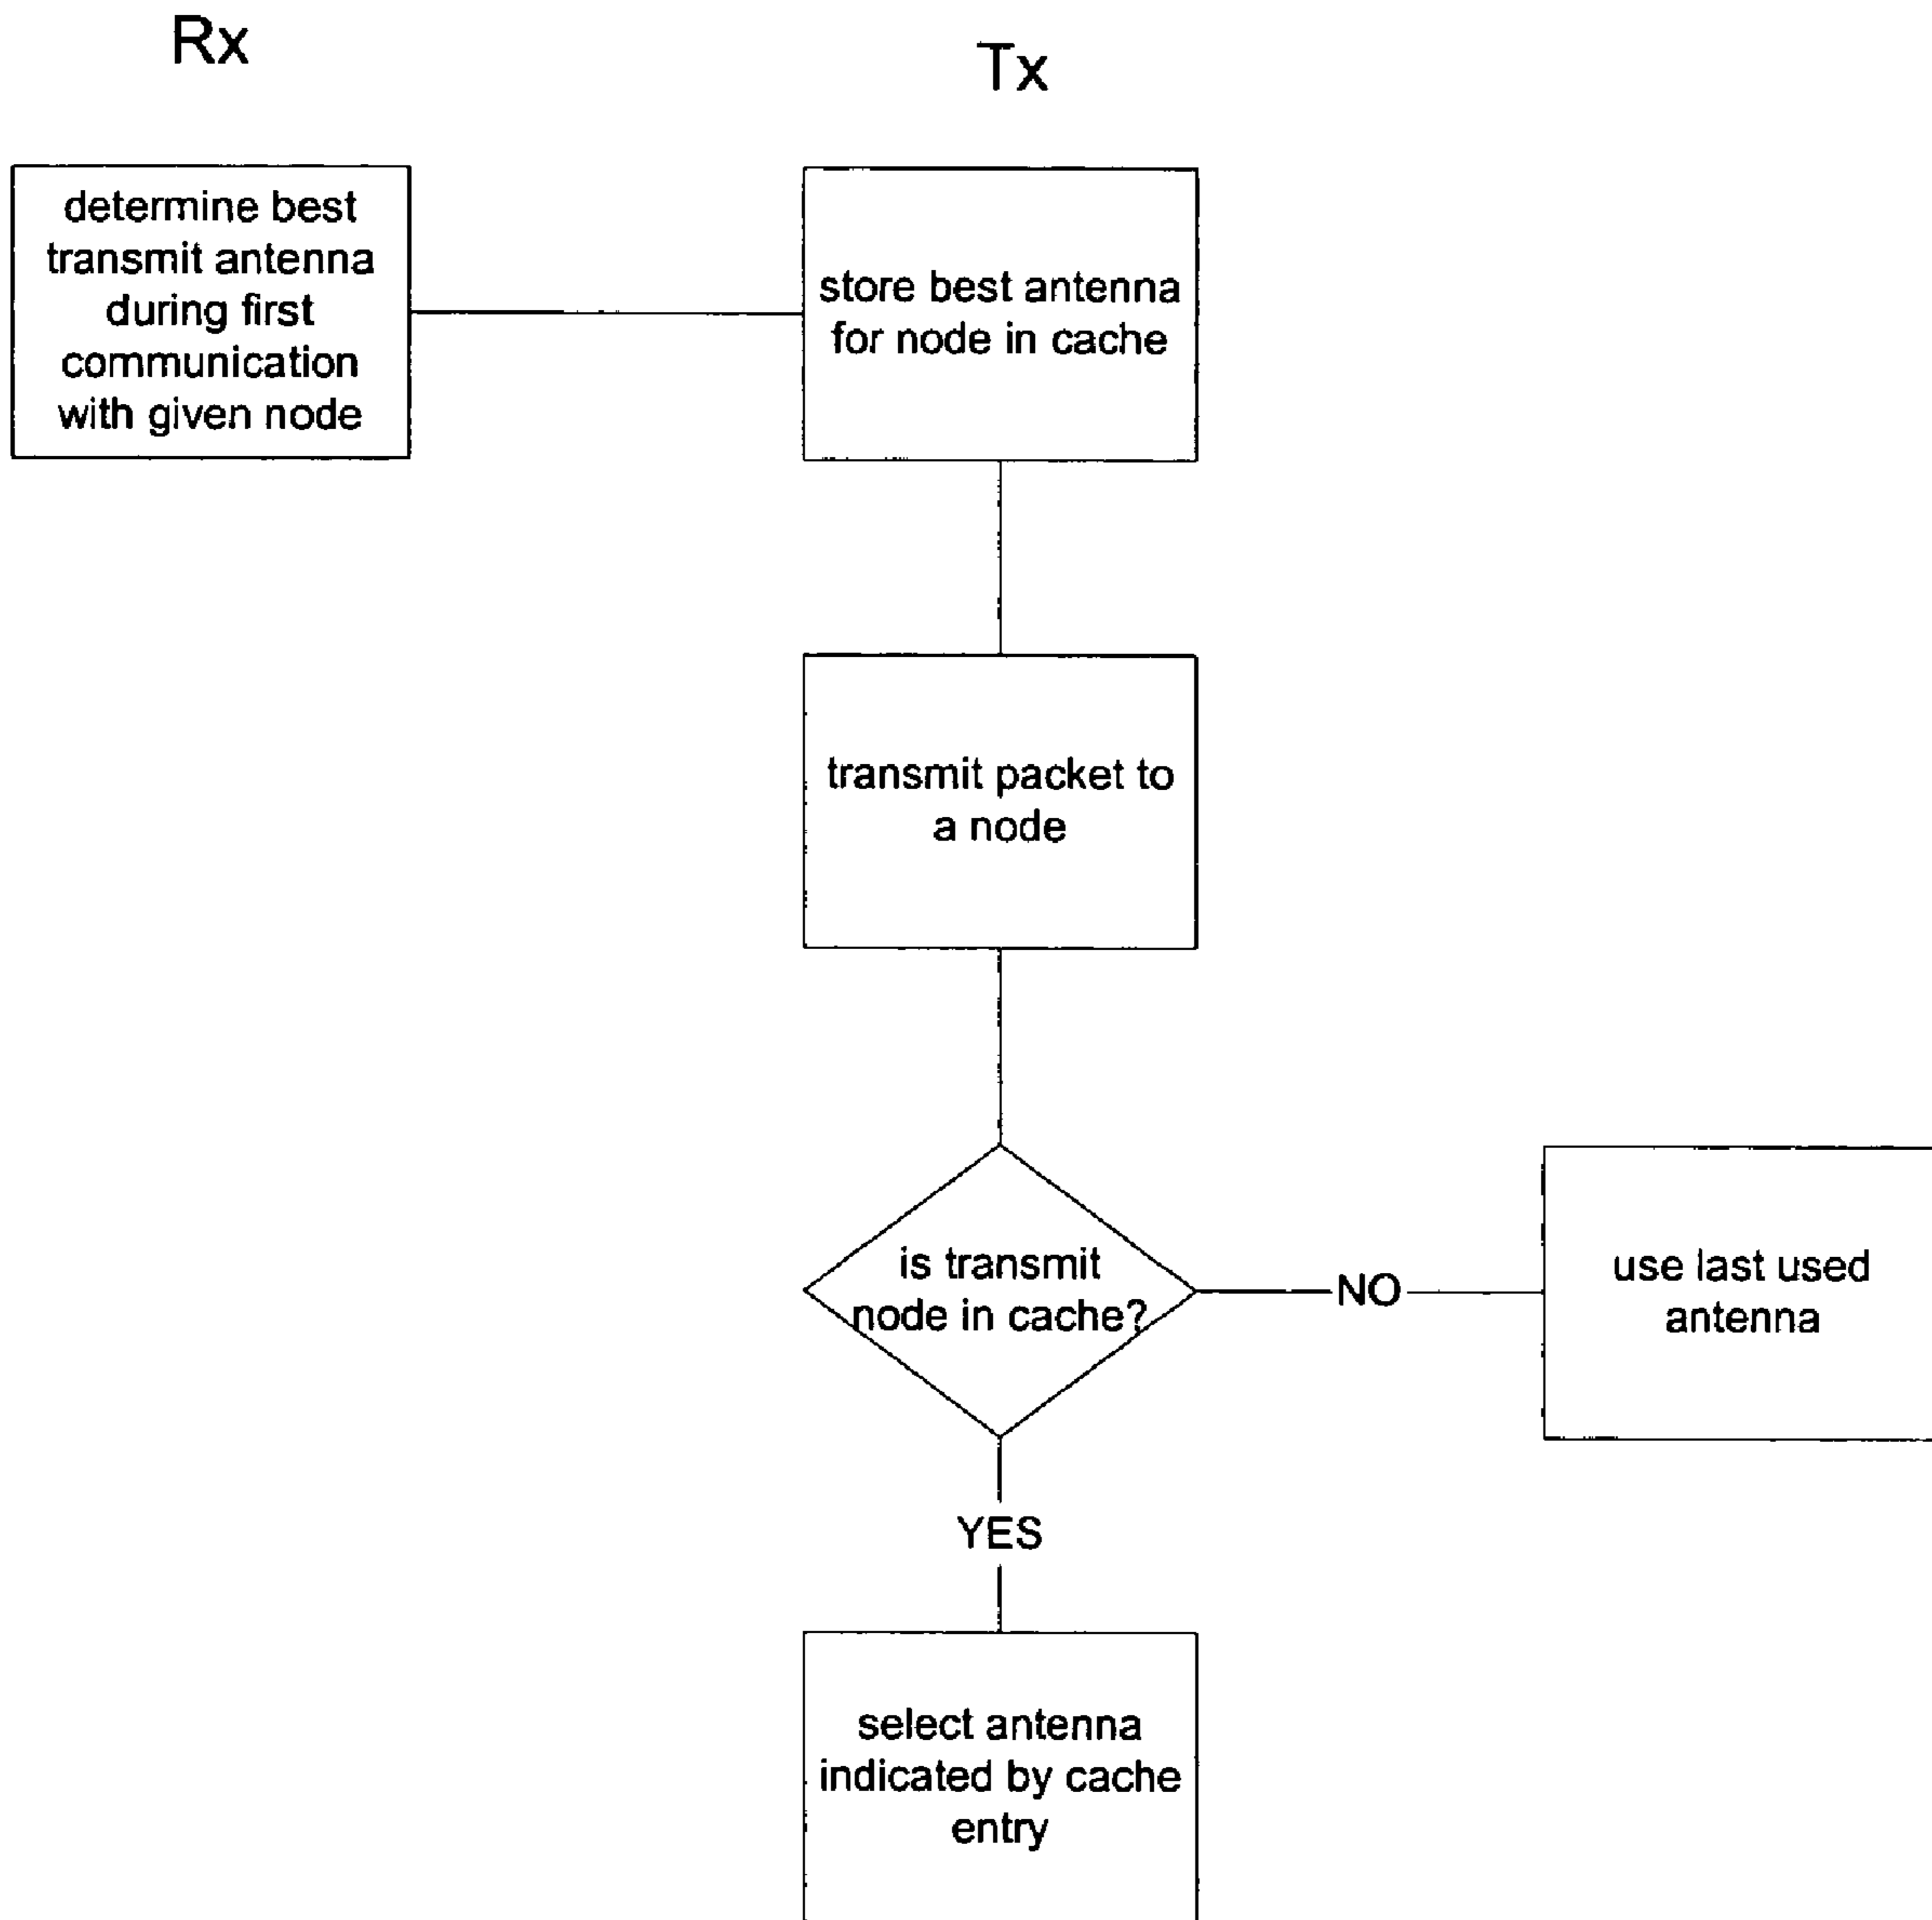 Rx
Tx
determine best
transmit antenna
during first
communication
with given node
store best antenna
for node in cache
transmit packet to
a node
is transmit
node in cache?
NO
use last used
antenna
YES
select antenna
indicated by cache
entry